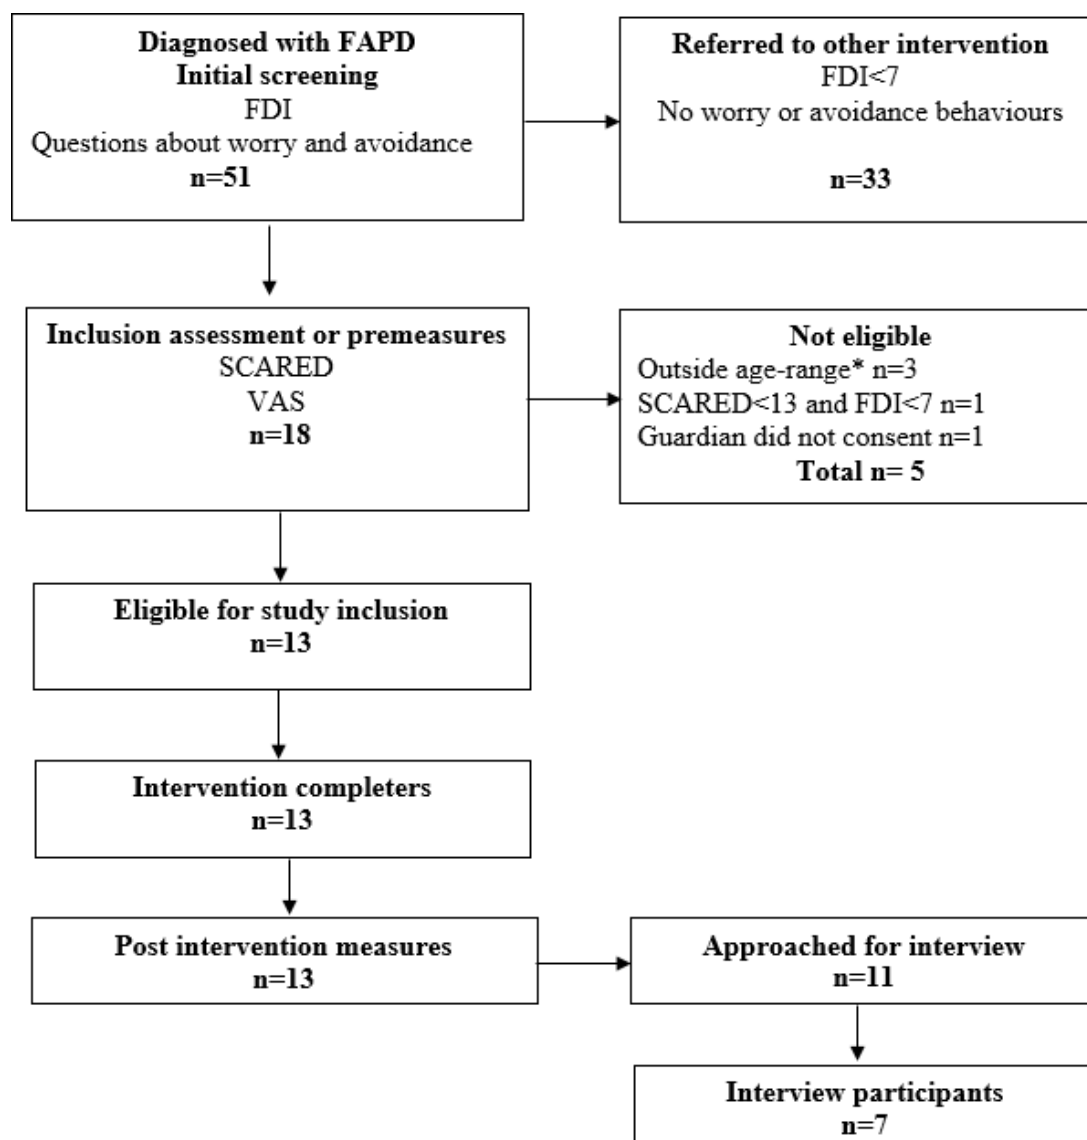 Diagnosed with FAPD
Initial screening
FDI
Questions about worry and avoidance
n=51
Referred to other intervention
FDI<7
No worry or avoidance behaviours
n=33
Inclusion assessment or premeasures
SCARED
VAS
n=18
Not eligible
Outside age-range* n=3
SCARED<13 and FDI<7 n=1
Guardian did not consent n=1
Total n= 5
Eligible for study inclusion
n=13
Intervention completers
n=13
Post intervention measures
n=13
Approached for interview
n=11
Interview participants
n=7